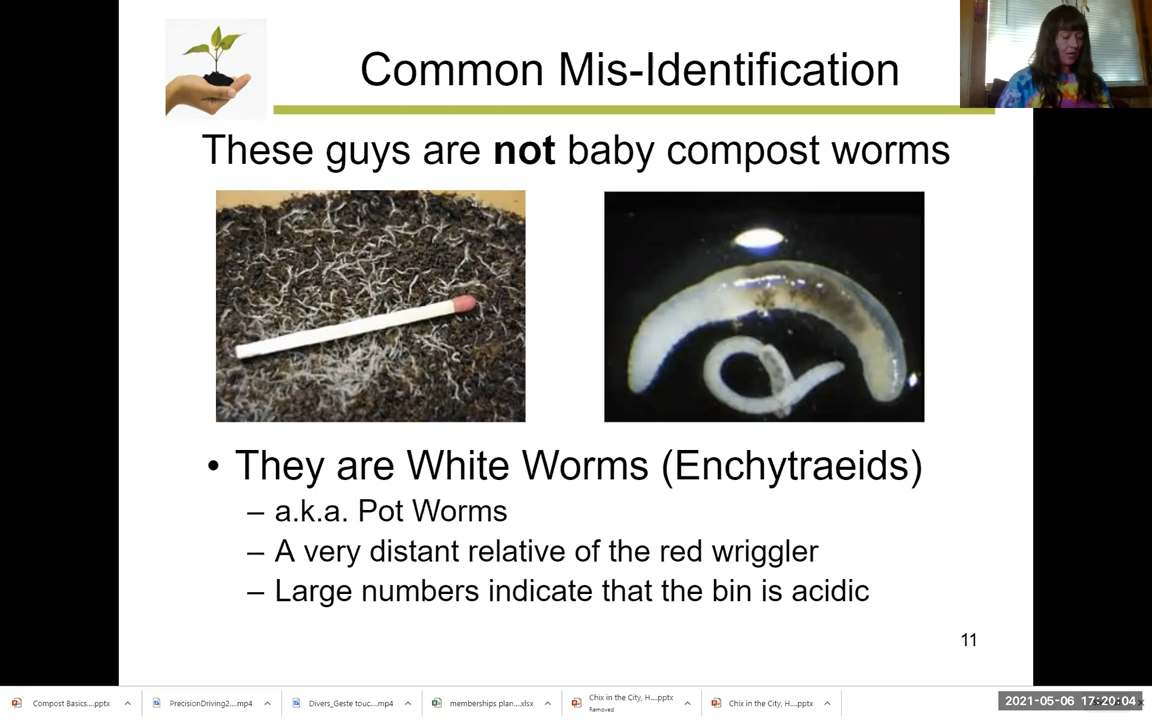 Common Mis-Identification
These guys are not baby compost worms
• They are White Worms (Enchytraeids)
– a.k.a. Pot Worms
– A very distant relative of the red wriggler
– Large numbers indicate that the bin is acidic
11
Compost Basics....pptx
PrecisionDriving2....mp4
Divers_Geste touc....mp4
memberships plan....xlsx
Chix in the City, H....pptx
Removed
Chix in the City, H....pptx
2021-05-06 17:20:04